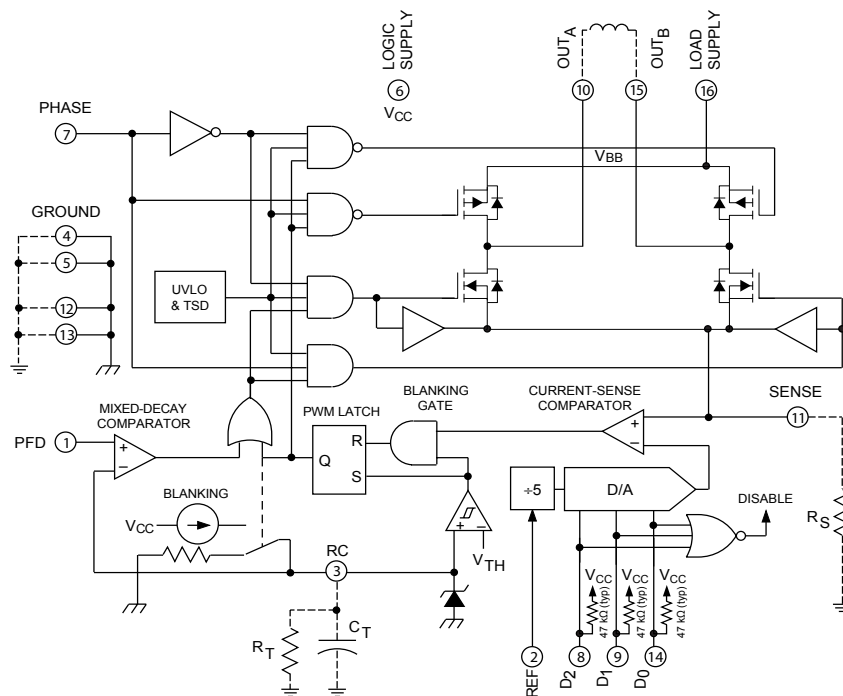 LOGIC
SUPPLY
6
VCC
OUTA
OUTB
LOAD
SUPPLY
10
15
16
PHASE
7
VBB
GROUND
4
5
12
13
UVLO
& TSD
MIXED-DECAY
COMPARATOR
PWM LATCH
BLANKING
GATE
CURRENT-SENSE
COMPARATOR
SENSE
11
PFD
1
+
–
Q
R
S
+
–
÷5
D/A
DISABLE
RS
BLANKING
VCC
+
–
VTH
RC
3
RT
CT
VCC
VCC
VCC
47 kΩ (typ)
47 kΩ (typ)
47 kΩ (typ)
2
8
9
14
REF
D2
D1
D0